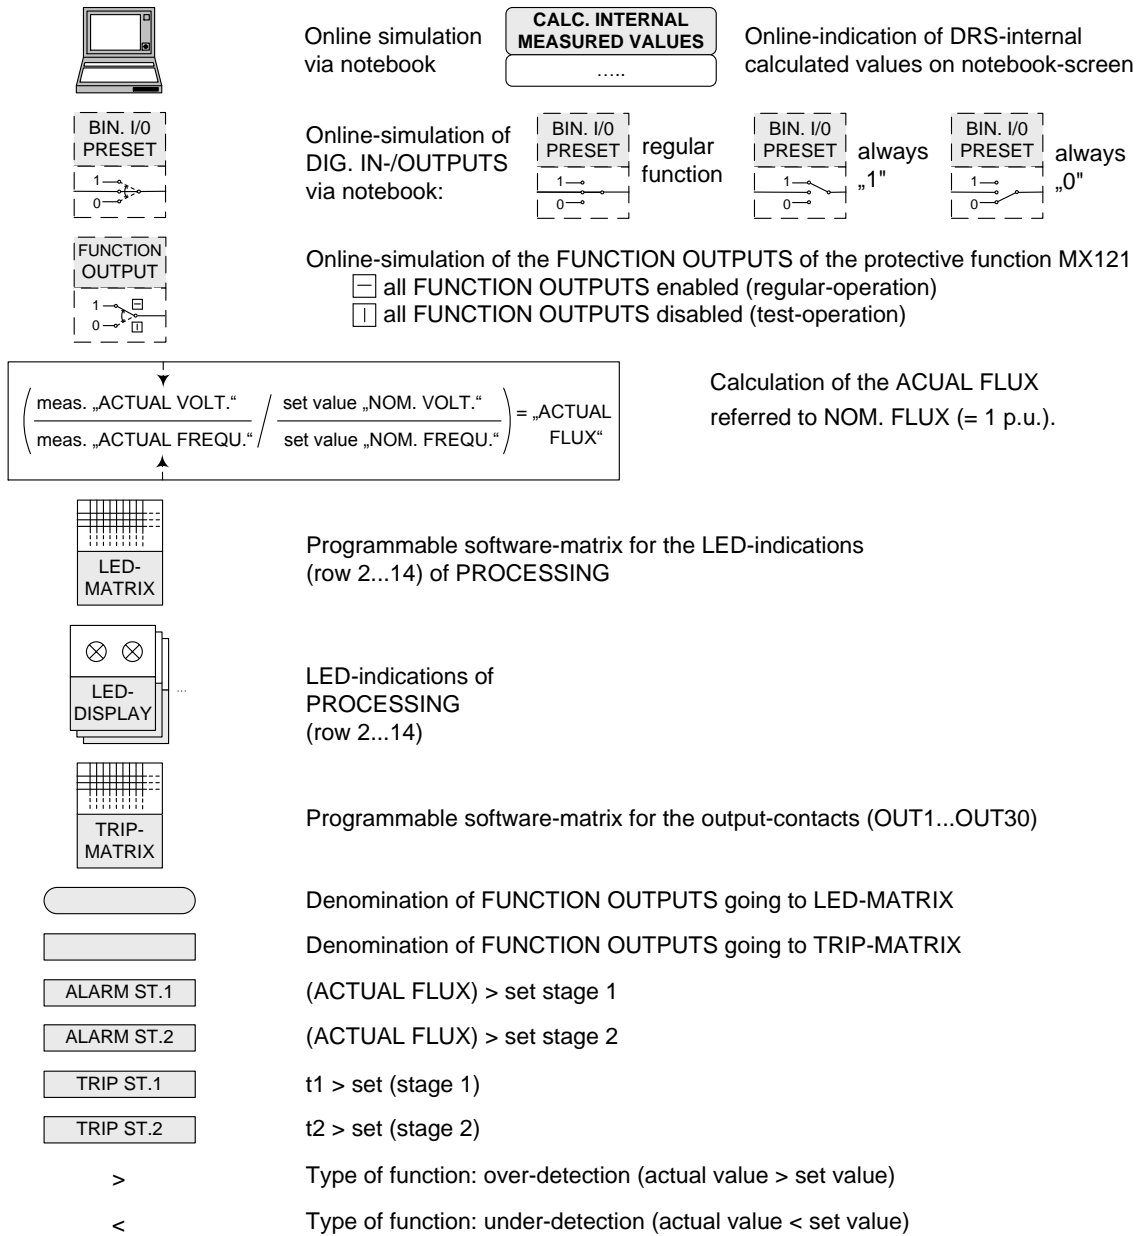 Online simulation
via notebook
CALC. INTERNAL
MEASURED VALUES
.....
Online-indication of DRS-internal
calculated values on notebook-screen
BIN. I/0
PRESET
1
0
Online-simulation of
DIG. IN-/OUTPUTS
via notebook:
BIN. I/0
PRESET
1
0
regular
function
BIN. I/0
PRESET
1
0
always
„1"
BIN. I/0
PRESET
1
0
always
„0"
FUNCTION
OUTPUT
1
0
Online-simulation of the FUNCTION OUTPUTS of the protective function MX121
all FUNCTION OUTPUTS enabled (regular-operation)
all FUNCTION OUTPUTS disabled (test-operation)
meas. „ACTUAL VOLT.“ / set value „NOM. VOLT.“ = „ACTUAL
meas. „ACTUAL FREQU.“ set value „NOM. FREQU.“ FLUX“
Calculation of the ACUAL FLUX
referred to NOM. FLUX (= 1 p.u.).
LED-
MATRIX
Programmable software-matrix for the LED-indications
(row 2...14) of PROCESSING
LED-
DISPLAY
...
LED-indications of
PROCESSING
(row 2...14)
TRIP-
MATRIX
Programmable software-matrix for the output-contacts (OUT1...OUT30)
Denomination of FUNCTION OUTPUTS going to LED-MATRIX
Denomination of FUNCTION OUTPUTS going to TRIP-MATRIX
ALARM ST.1
(ACTUAL FLUX) > set stage 1
ALARM ST.2
(ACTUAL FLUX) > set stage 2
TRIP ST.1
t1 > set (stage 1)
TRIP ST.2
t2 > set (stage 2)
>
Type of function: over-detection (actual value > set value)
<
Type of function: under-detection (actual value < set value)